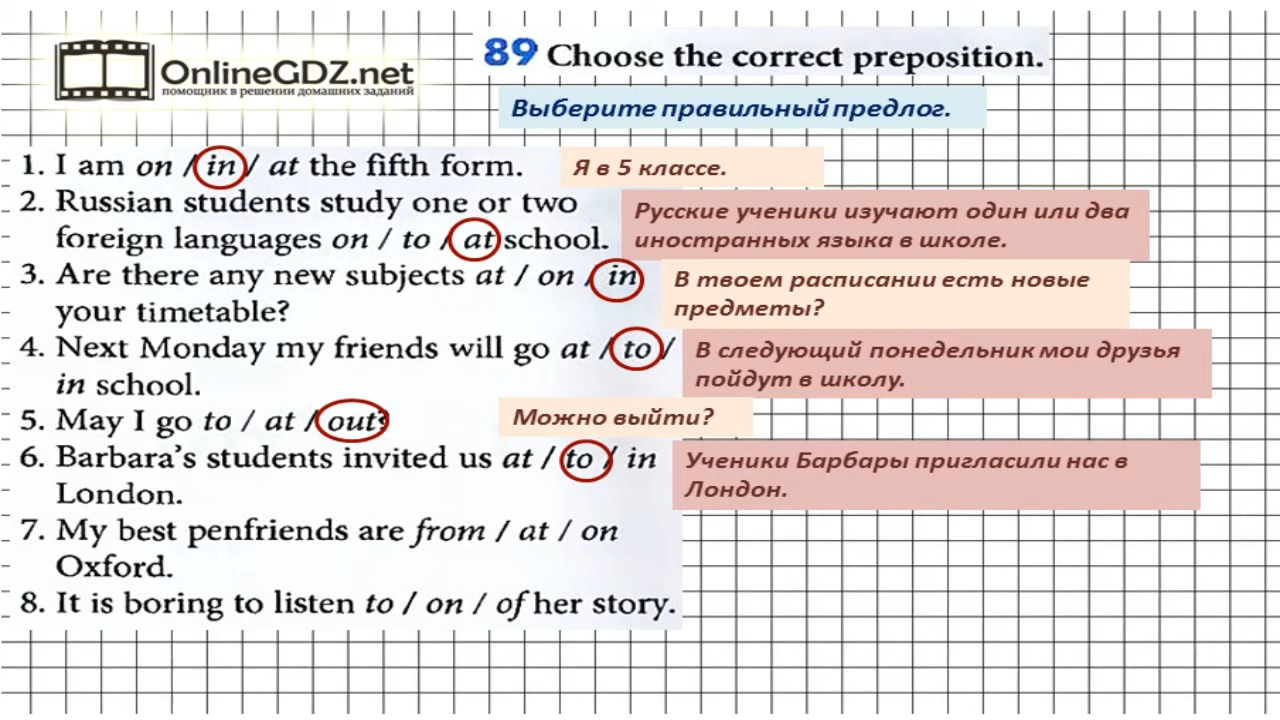 OnlineGDZ.net
помощник в решении домашних заданий
89 Choose the correct preposition.
Выберите правильный предлог.
1. I am on / in / at the fifth form.
Я в 5 классе.
2. Russian students study one or two
foreign languages on / to / at school.
Русские ученики изучают один или два
иностранных языка в школе.
3. Are there any new subjects at / on / in
your timetable?
В твоем расписании есть новые
предметы?
4. Next Monday my friends will go at / to /
in school.
В следующий понедельник мои друзья
пойдут в школу.
5. May I go to / at / out?
Можно выйти?
6. Barbara's students invited us at / to / in
London.
Ученики Барбары пригласили нас в
Лондон.
7. My best penfriends are from / at / on
Oxford.
8. It is boring to listen to / on / of her story.